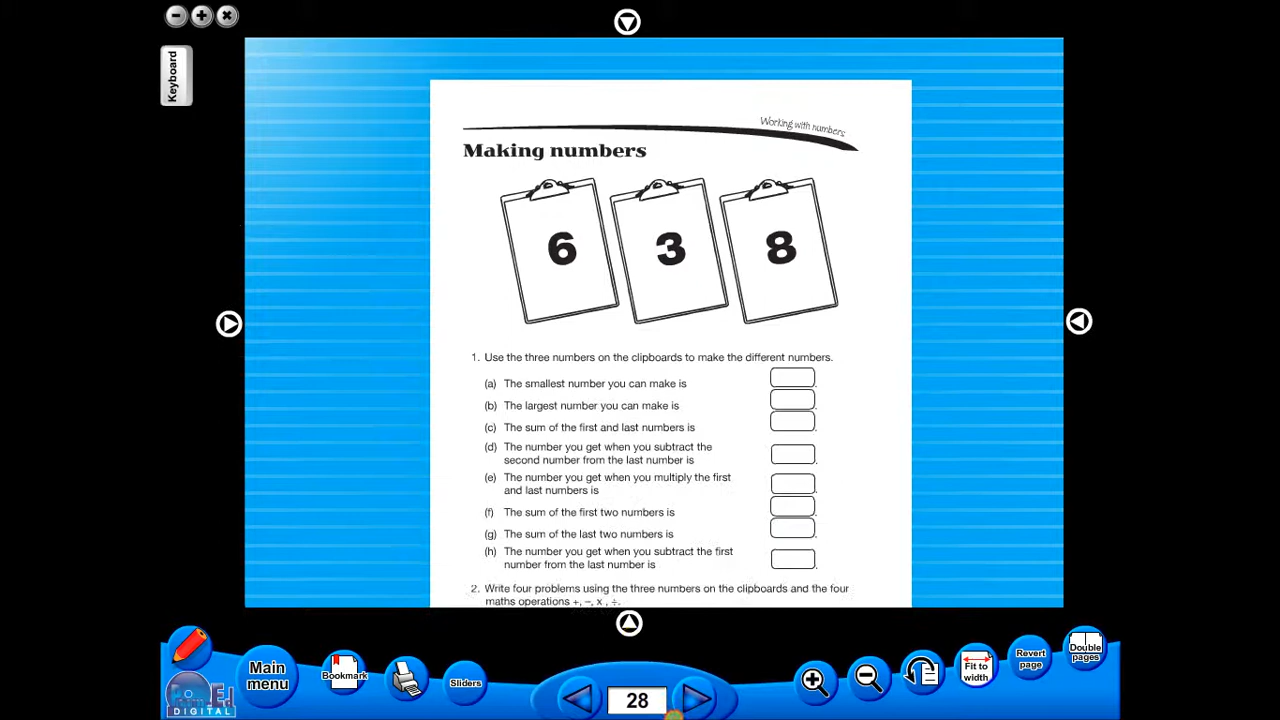 Keyboard
Working with numbers
Making numbers
6 3 8
1. Use the three numbers on the clipboards to make the different numbers.
(a) The smallest number you can make is .
(b) The largest number you can make is .
(c) The sum of the first and last numbers is .
(d) The number you get when you subtract the
second number from the last number is .
(e) The number you get when you multiply the first
and last numbers is .
(f) The sum of the first two numbers is .
(g) The sum of the last two numbers is .
(h) The number you get when you subtract the first
number from the last number is .
2. Write four problems using the three numbers on the clipboards and the four
maths operations +, –, x , ÷.
Main
menu
Bookmark
Sliders
28
Fit to
width
Revert
page
Double
pages
DIGITAL